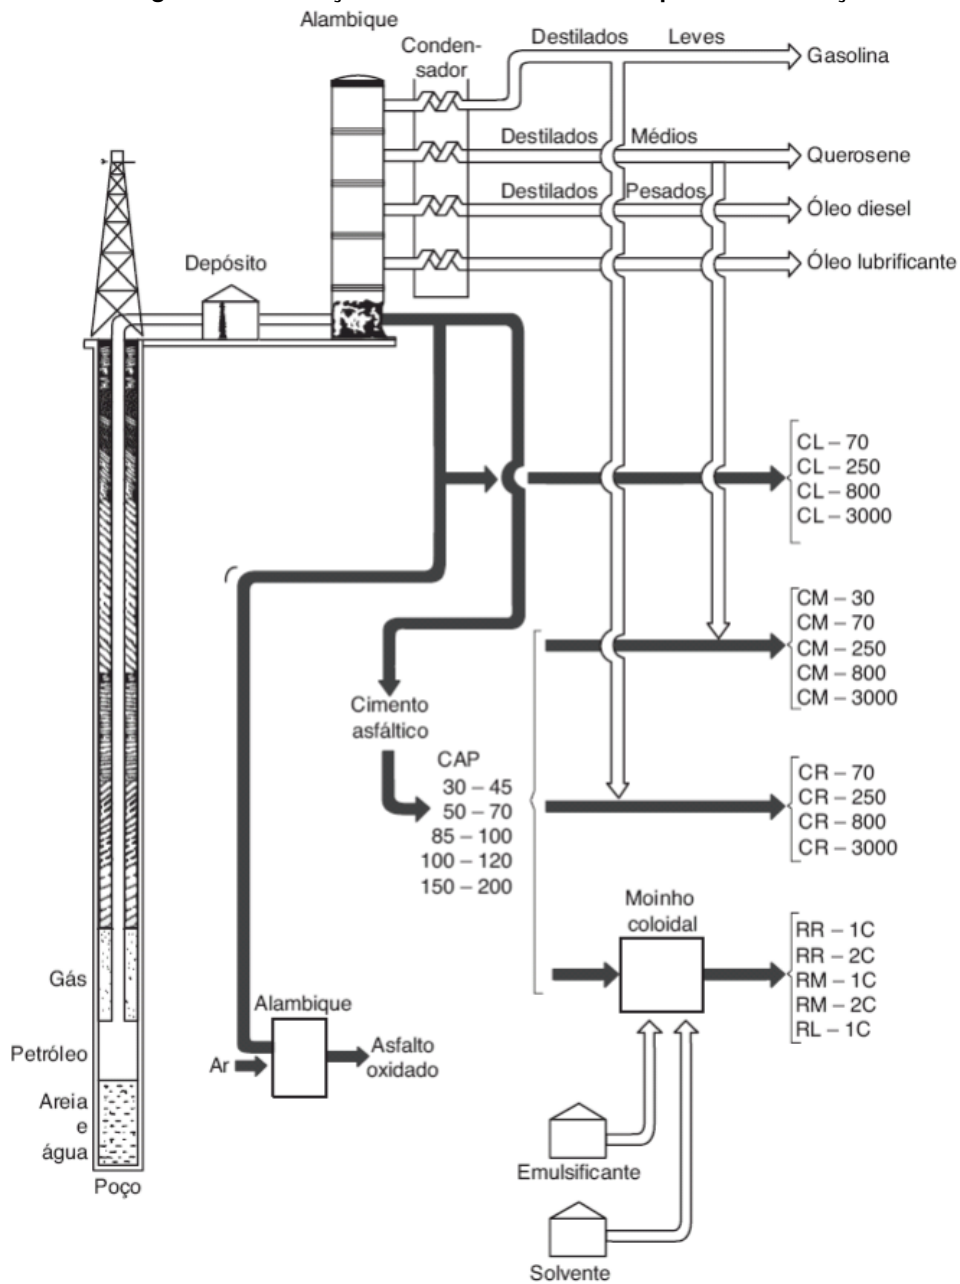 Alambique
Conden-
sador
Destilados Leves
Gasolina
Destilados Médios
Querosene
Destilados Pesados
Óleo diesel
Óleo lubrificante
Depósito
CL – 70
CL – 250
CL – 800
CL – 3000
CM – 30
CM – 70
CM – 250
CM – 800
CM – 3000
Cimento
asfáltico
CAP
30 – 45
50 – 70
85 – 100
100 – 120
150 – 200
CR – 70
CR – 250
CR – 800
CR – 3000
Moinho
coloidal
RR – 1C
RR – 2C
RM – 1C
RM – 2C
RL – 1C
Gás
Petróleo
Areia
e
água
Poço
Alambique
Ar
Asfalto
oxidado
Emulsificante
Solvente